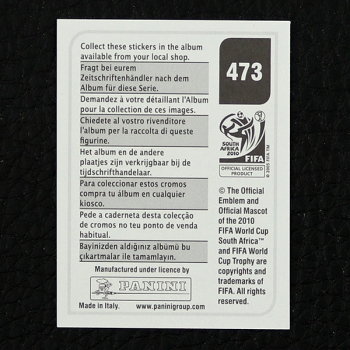 Collect these stickers in the album
available from your local shop.
Fragt bei eurem
Zeitschriftenhändler nach dem
Album für diese Serie.
Demandez à votre détaillant l'Album
pour la collection de ces images.
Chiedete al vostro rivenditore
l'album per la raccolta di queste
figurine.
Het album en de andere
plaatjes zijn verkrijgbaar bij de
tijdschrifthandelaar.
Para coleccionar estos cromos
compra tu álbum en cualquier
kiosco.
Pede a caderneta desta colecção
de cromos no teu ponto de venda
habitual.
Bayinizden aldığınız albümü bu
çıkartmalar ile tamamlayın.
Manufactured under licence by
PANINI
Made in Italy. www.paninigroup.com
473
SOUTH AFRICA
2010
FIFA
OFFICIAL LICENSED
PRODUCT
© 2005 FIFA TM
© The Official
Emblem and
Official Mascot
of the 2010
FIFA World Cup
South Africa™
and FIFA World
Cup Trophy are
copyrights and
trademarks of
FIFA. All rights
reserved.